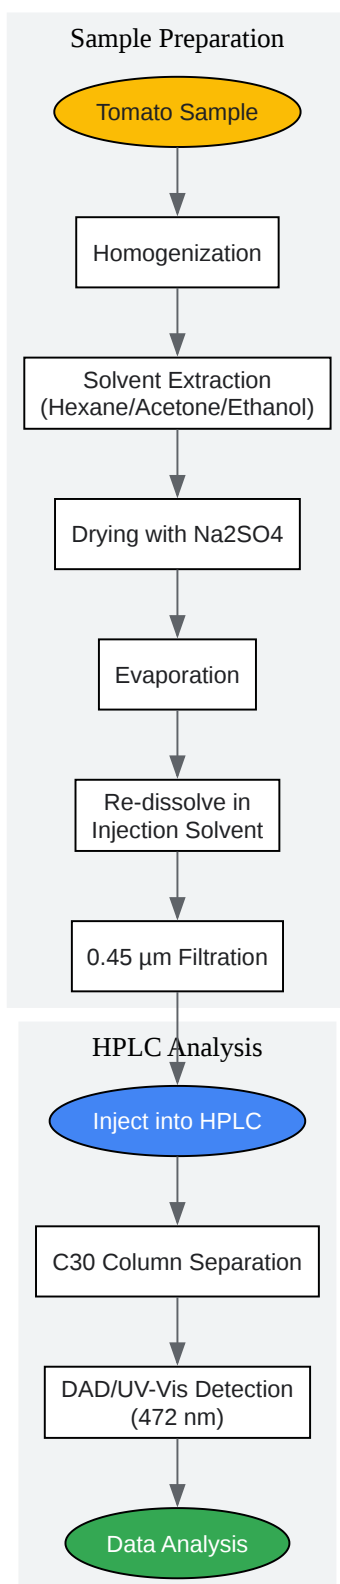 Sample Preparation
Tomato Sample
Homogenization
Solvent Extraction
(Hexane/Acetone/Ethanol)
Drying with Na2SO4
Evaporation
Re-dissolve in
Injection Solvent
0.45 µm Filtration
HPLC Analysis
Inject into HPLC
C30 Column Separation
DAD/UV-Vis Detection
(472 nm)
Data Analysis